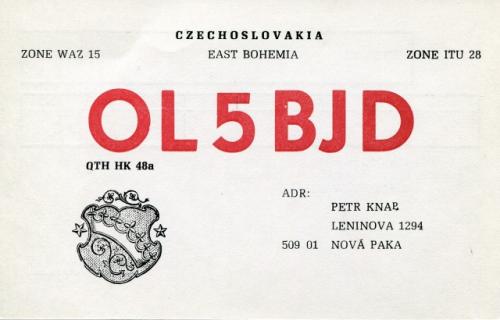 CZECHOSLOVAKIA
ZONE WAZ 15 EAST BOHEMIA ZONE ITU 28
OL5BJD
QTH HK 48a
ADR:
PETR KNAP
LENINOVA 1294
509 01 NOVÁ PAKA